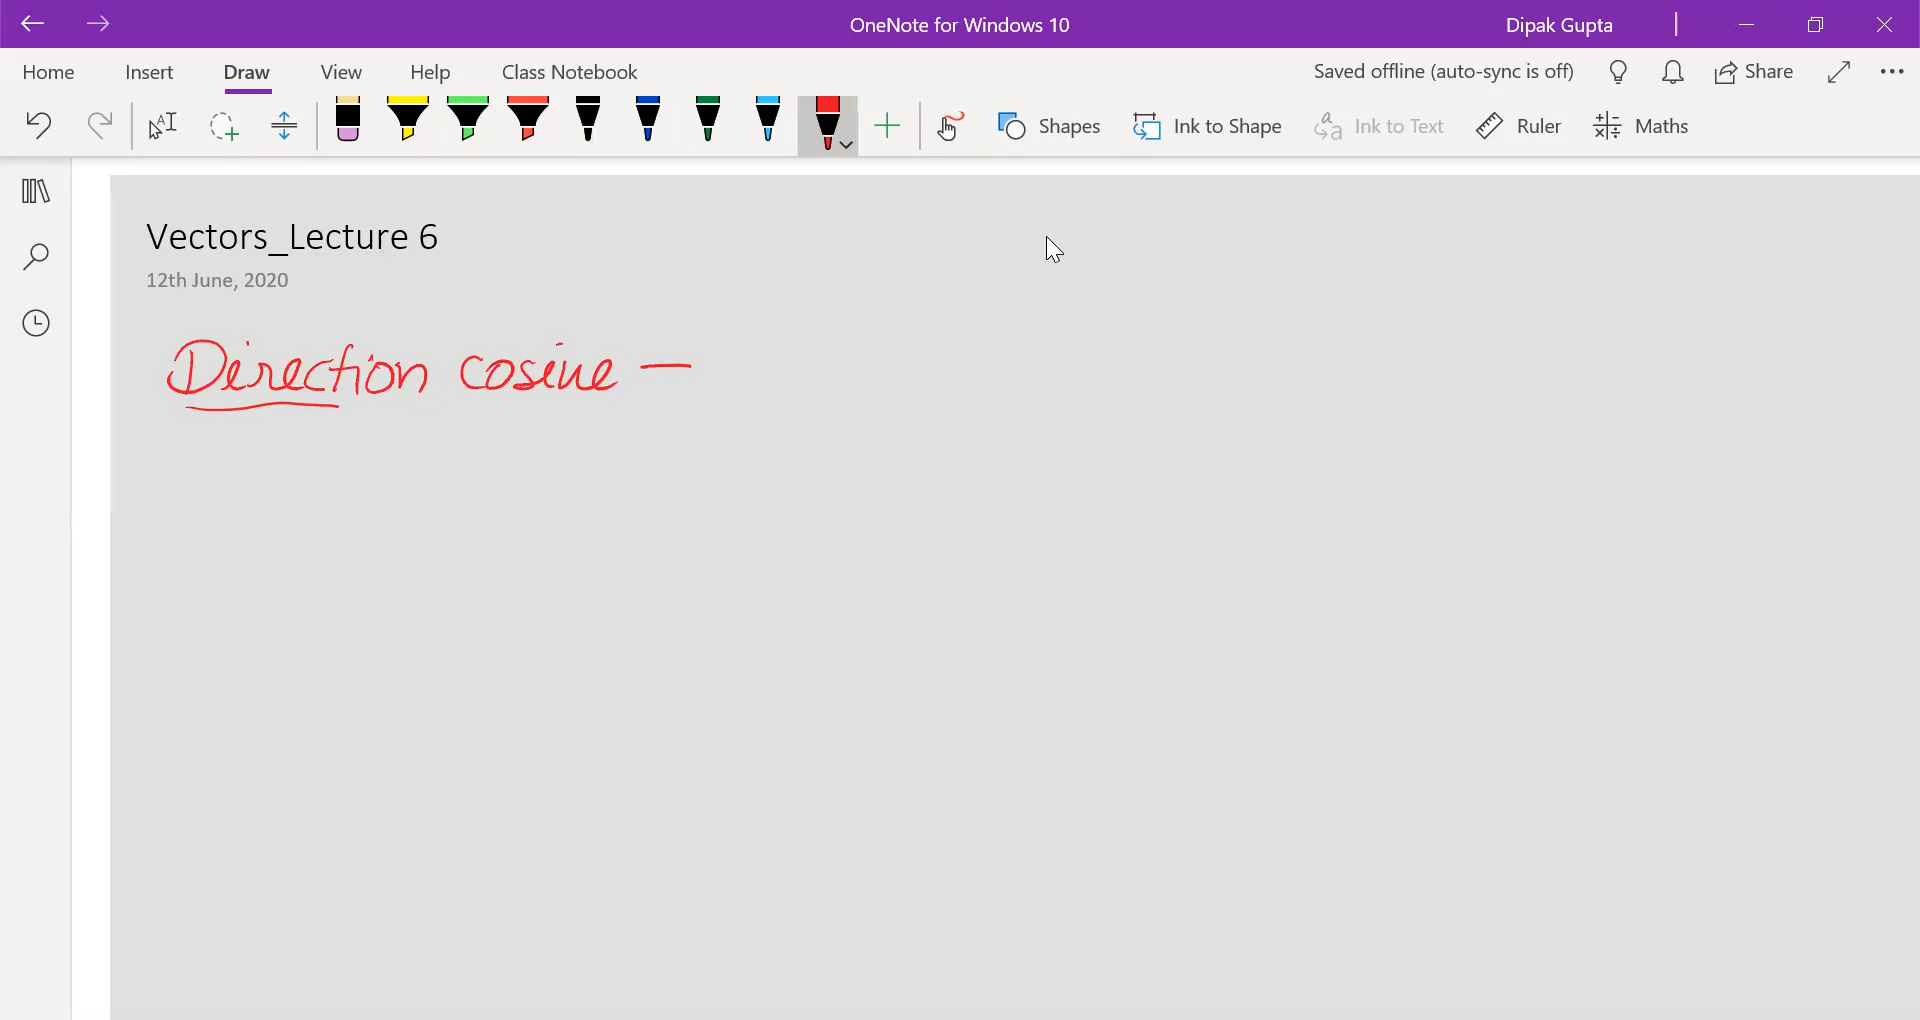 OneNote for Windows 10
Dipak Gupta
Home Insert Draw View Help Class Notebook
Saved offline (auto-sync is off) Share
Shapes Ink to Shape Ink to Text Ruler Maths
Vectors_Lecture 6
12th June, 2020
Direction cosine —